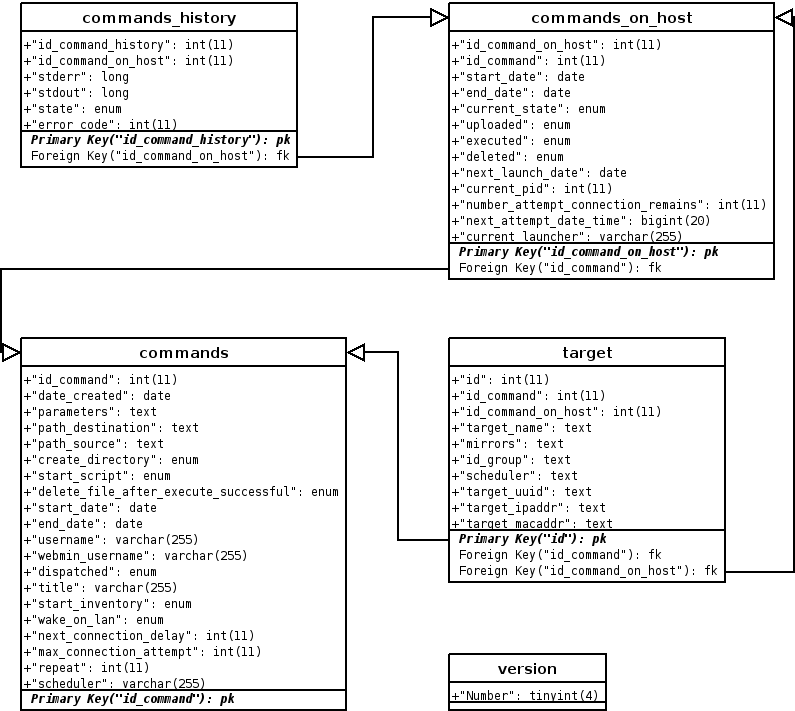 commands_history
+"id_command_history": int(11)
+"id_command_on_host": int(11)
+"stderr": long
+"stdout": long
+"state": enum
+"error_code": int(11)
Primary Key("id_command_history"): pk
Foreign Key("id_command_on_host"): fk
commands_on_host
+"id_command_on_host": int(11)
+"id_command": int(11)
+"start_date": date
+"end_date": date
+"current_state": enum
+"uploaded": enum
+"executed": enum
+"deleted": enum
+"next_launch_date": date
+"current_pid": int(11)
+"number_attempt_connection_remains": int(11)
+"next_attempt_date_time": bigint(20)
+"current_launcher": varchar(255)
Primary Key("id_command_on_host"): pk
Foreign Key("id_command"): fk
commands
+"id_command": int(11)
+"date_created": date
+"parameters": text
+"path_destination": text
+"path_source": text
+"create_directory": enum
+"start_script": enum
+"delete_file_after_execute_successful": enum
+"start_date": date
+"end_date": date
+"username": varchar(255)
+"webmin_username": varchar(255)
+"dispatched": enum
+"title": varchar(255)
+"start_inventory": enum
+"wake_on_lan": enum
+"next_connection_delay": int(11)
+"max_connection_attempt": int(11)
+"repeat": int(11)
+"scheduler": varchar(255)
Primary Key("id_command"): pk
target
+"id": int(11)
+"id_command": int(11)
+"id_command_on_host": int(11)
+"target_name": text
+"mirrors": text
+"id_group": text
+"scheduler": text
+"target_uuid": text
+"target_ipaddr": text
+"target_macaddr": text
Primary Key("id"): pk
Foreign Key("id_command"): fk
Foreign Key("id_command_on_host"): fk
version
+"Number": tinyint(4)